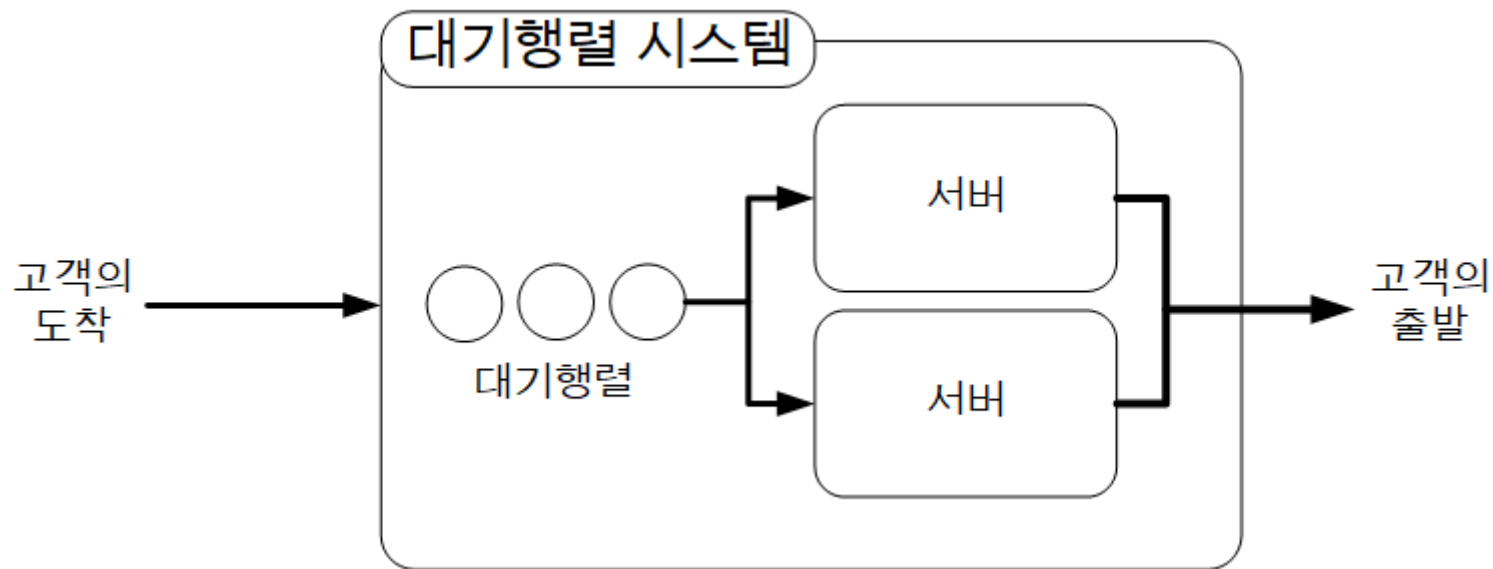 대기행렬 시스템
고객의
도착
대기행렬
서버
서버
고객의
출발